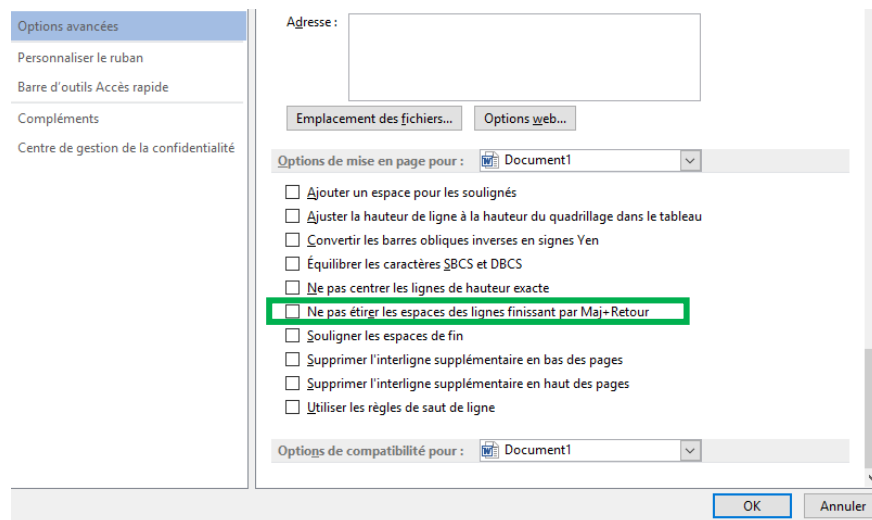 Options avancées
Personnaliser le ruban
Barre d'outils Accès rapide
Compléments
Centre de gestion de la confidentialité
Adresse :
Emplacement des fichiers... Options web...
Options de mise en page pour : Document1
Ajouter un espace pour les soulignés
Ajuster la hauteur de ligne à la hauteur du quadrillage dans le tableau
Convertir les barres obliques inverses en signes Yen
Équilibrer les caractères SBCS et DBCS
Ne pas centrer les lignes de hauteur exacte
Ne pas étirer les espaces des lignes finissant par Maj+Retour
Souligner les espaces de fin
Supprimer l'interligne supplémentaire en bas des pages
Supprimer l'interligne supplémentaire en haut des pages
Utiliser les règles de saut de ligne
Options de compatibilité pour : Document1
OK Annuler